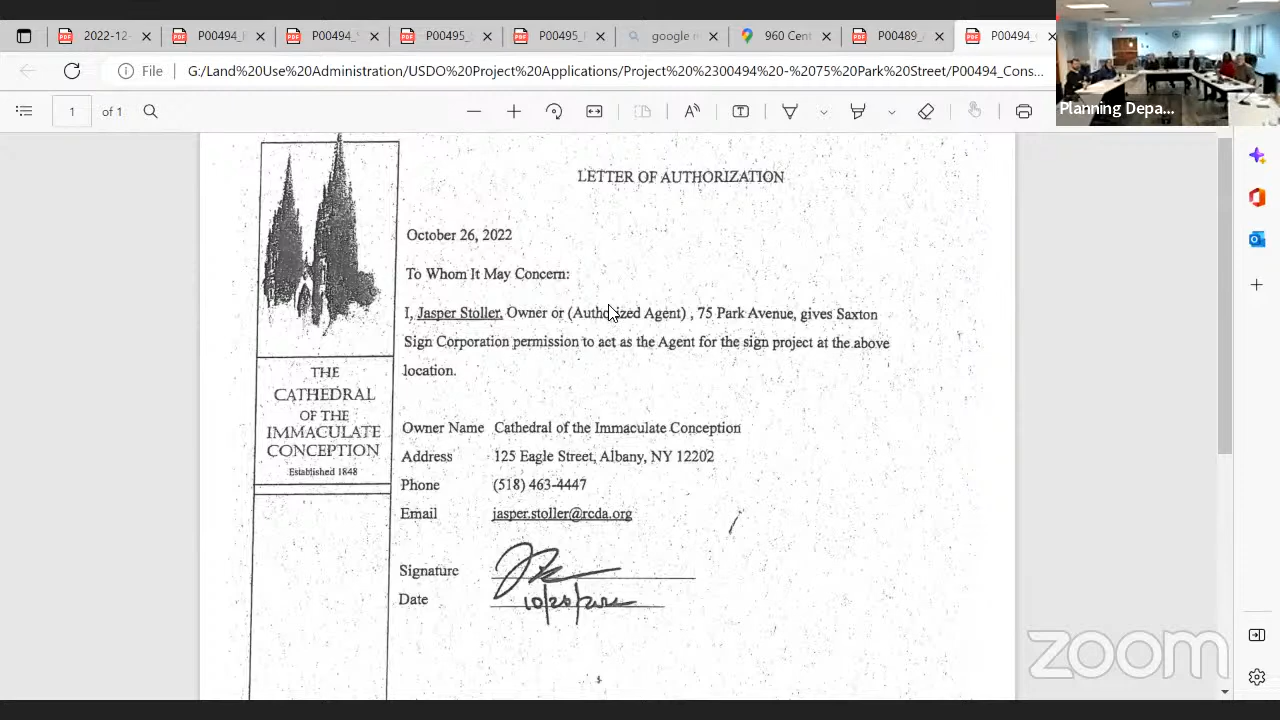 2022-12-
P00494_
P00494_
P00495_
P00495_
google
960 Cent
P00489_
P00494_
File
G:/Land%20Use%20Administration/USDO%20Project%20Applications/Project%20%2300494%20-%2075%20Park%20Street/P00494_Cons...
1 of 1
Planning Depa...
LETTER OF AUTHORIZATION
October 26, 2022
To Whom It May Concern:
I, Jasper Stoller, Owner or (Authorized Agent) , 75 Park Avenue, gives Saxton
Sign Corporation permission to act as the Agent for the sign project at the above
location.
THE
CATHEDRAL
OF THE
IMMACULATE
CONCEPTION
Established 1848
Owner Name Cathedral of the Immaculate Conception
Address 125 Eagle Street, Albany, NY 12202
Phone (518) 463-4447
Email jasper.stoller@rcda.org
Signature
Date
zoom